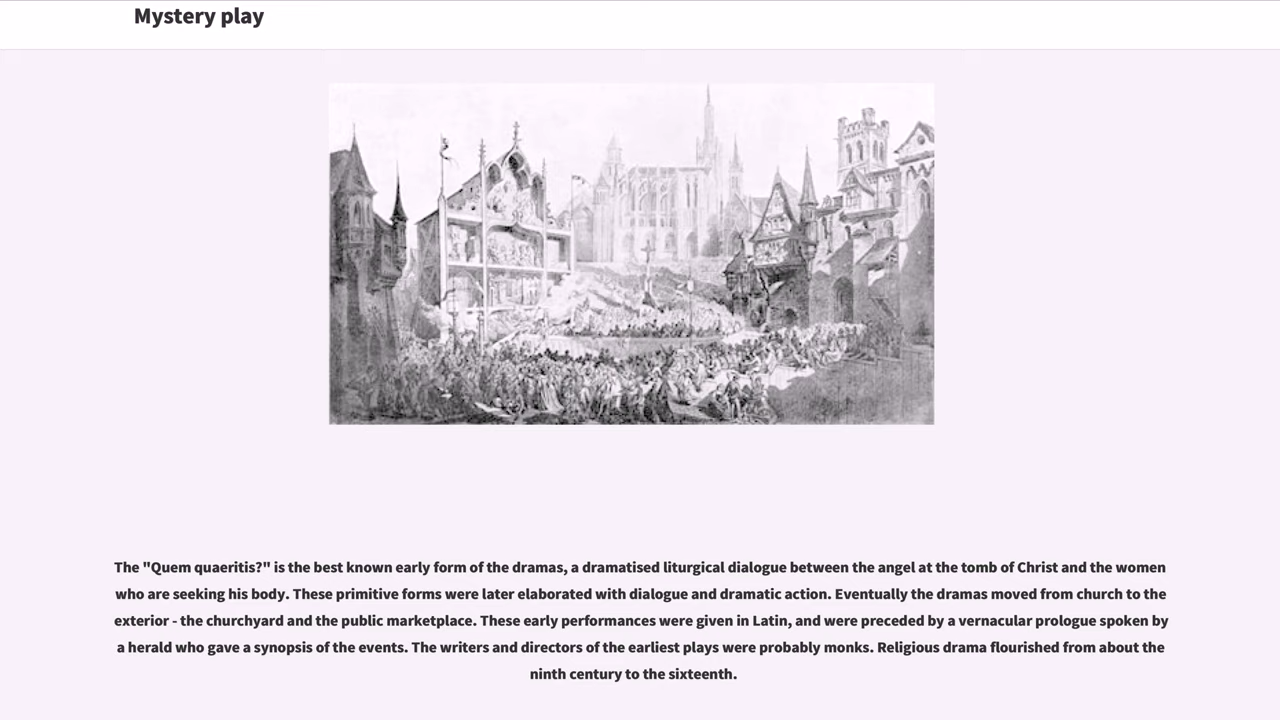 Mystery play
The "Quem quaeritis?" is the best known early form of the dramas, a dramatised liturgical dialogue between the angel at the tomb of Christ and the women
who are seeking his body. These primitive forms were later elaborated with dialogue and dramatic action. Eventually the dramas moved from church to the
exterior - the churchyard and the public marketplace. These early performances were given in Latin, and were preceded by a vernacular prologue spoken by
a herald who gave a synopsis of the events. The writers and directors of the earliest plays were probably monks. Religious drama flourished from about the
ninth century to the sixteenth.